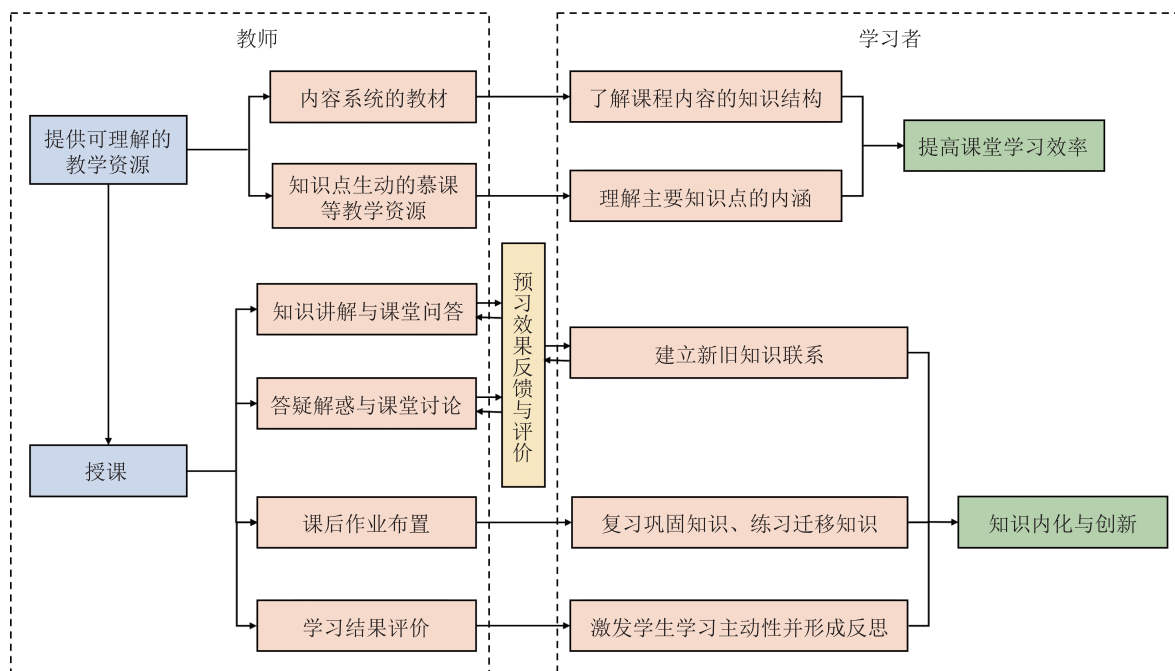 教师
学习者
内容系统的教材
了解课程内容的知识结构
提供可理解的
教学资源
提高课堂学习效率
知识点生动的慕课
等教学资源
理解主要知识点的内涵
预习效果反馈与评价
知识讲解与课堂问答
建立新旧知识联系
答疑解惑与课堂讨论
授课
课后作业布置
复习巩固知识、练习迁移知识
知识内化与创新
学习结果评价
激发学生学习主动性并形成反思